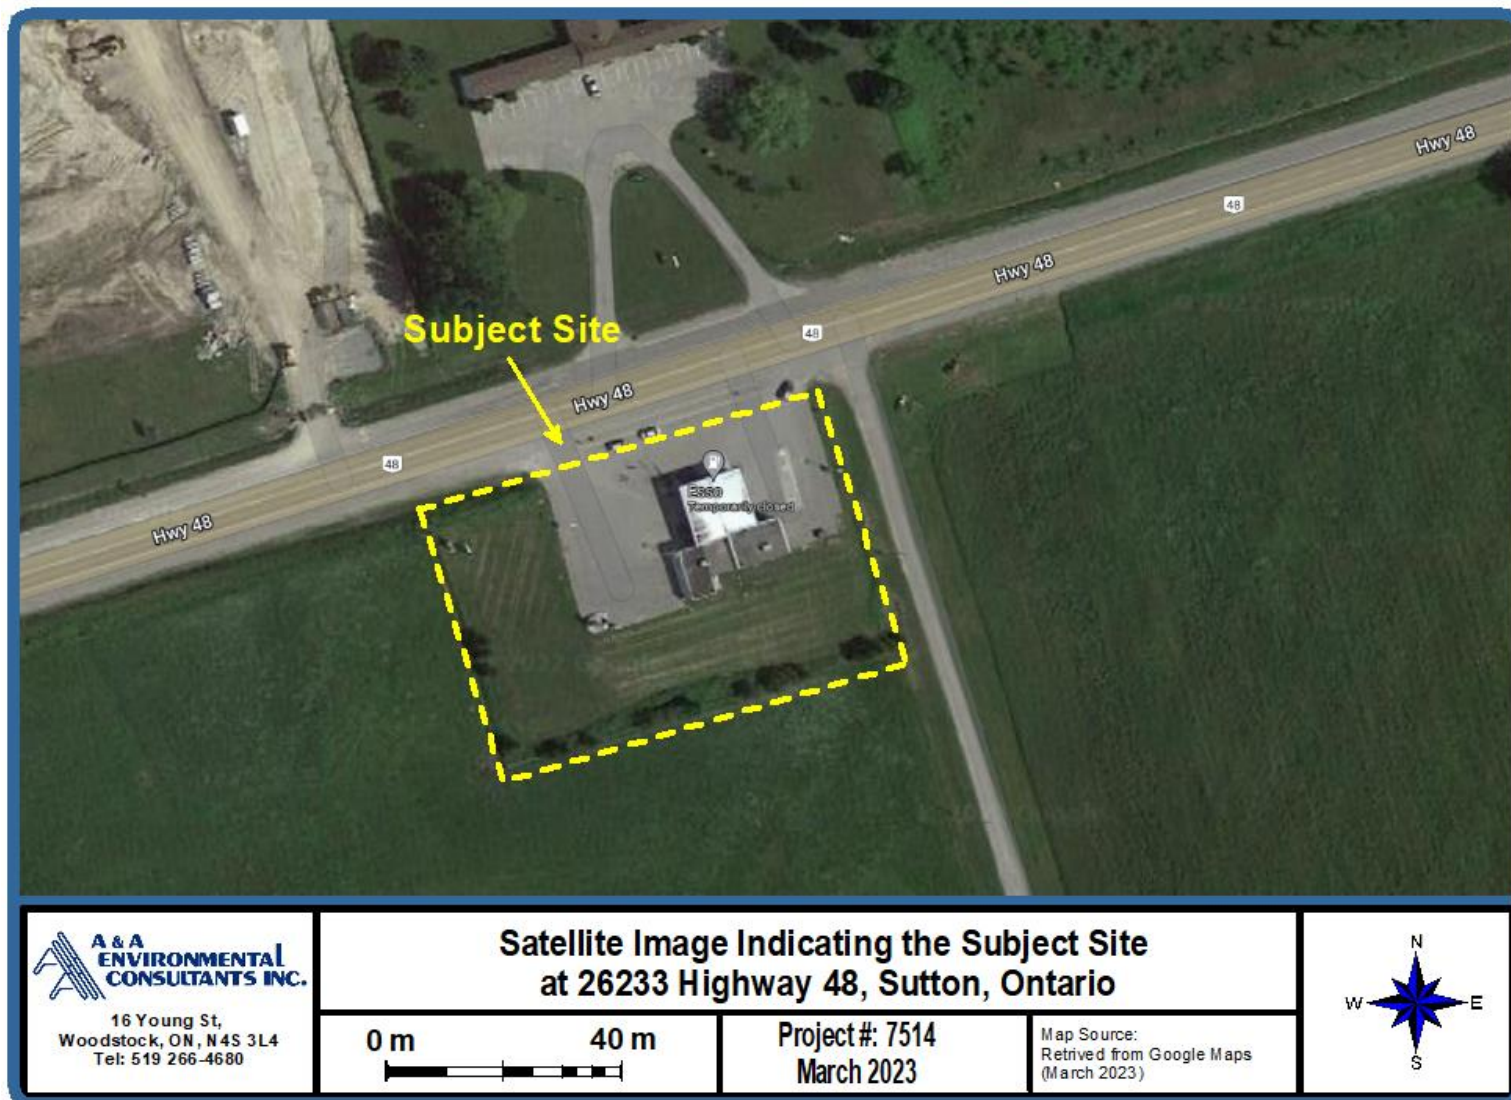 Hwy 48
48
Hwy 48
Subject Site
48
Hwy 48
48
Hwy 48
Esso
Temporarily closed
A & A
ENVIRONMENTAL
CONSULTANTS INC.
16 Young St,
Woodstock, ON, N4S 3L4
Tel: 519 266-4680
Satellite Image Indicating the Subject Site
at 26233 Highway 48, Sutton, Ontario
0 m 40 m
Project #: 7514
March 2023
Map Source:
Retrived from Google Maps
(March 2023)
N
W E
S